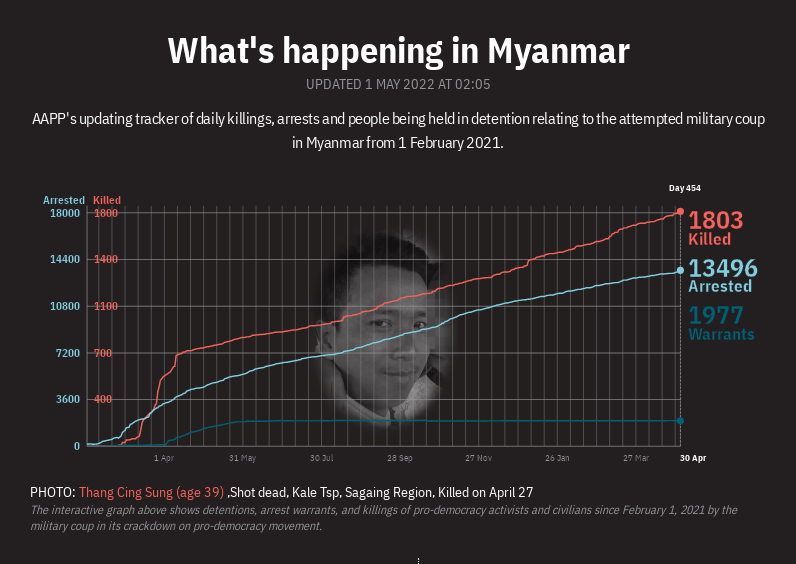 What's happening in Myanmar
UPDATED 1 MAY 2022 AT 02:05
AAPP's updating tracker of daily killings, arrests and people being held in detention relating to the attempted military coup
in Myanmar from 1 February 2021.
Day 454
Arrested Killed
18000 1800
14400 1400
10800 1100
7200 700
3600 400
0
1803
Killed
13496
Arrested
1977
Warrants
1 Apr 31 May 30 Jul 28 Sep 27 Nov 26 Jan 27 Mar 30 Apr
PHOTO: Thang Cing Sung (age 39) ,Shot dead, Kale Tsp, Sagaing Region, Killed on April 27
The interactive graph above shows detentions, arrest warrants, and killings of pro-democracy activists and civilians since February 1, 2021 by the
military coup in its crackdown on pro-democracy movement.